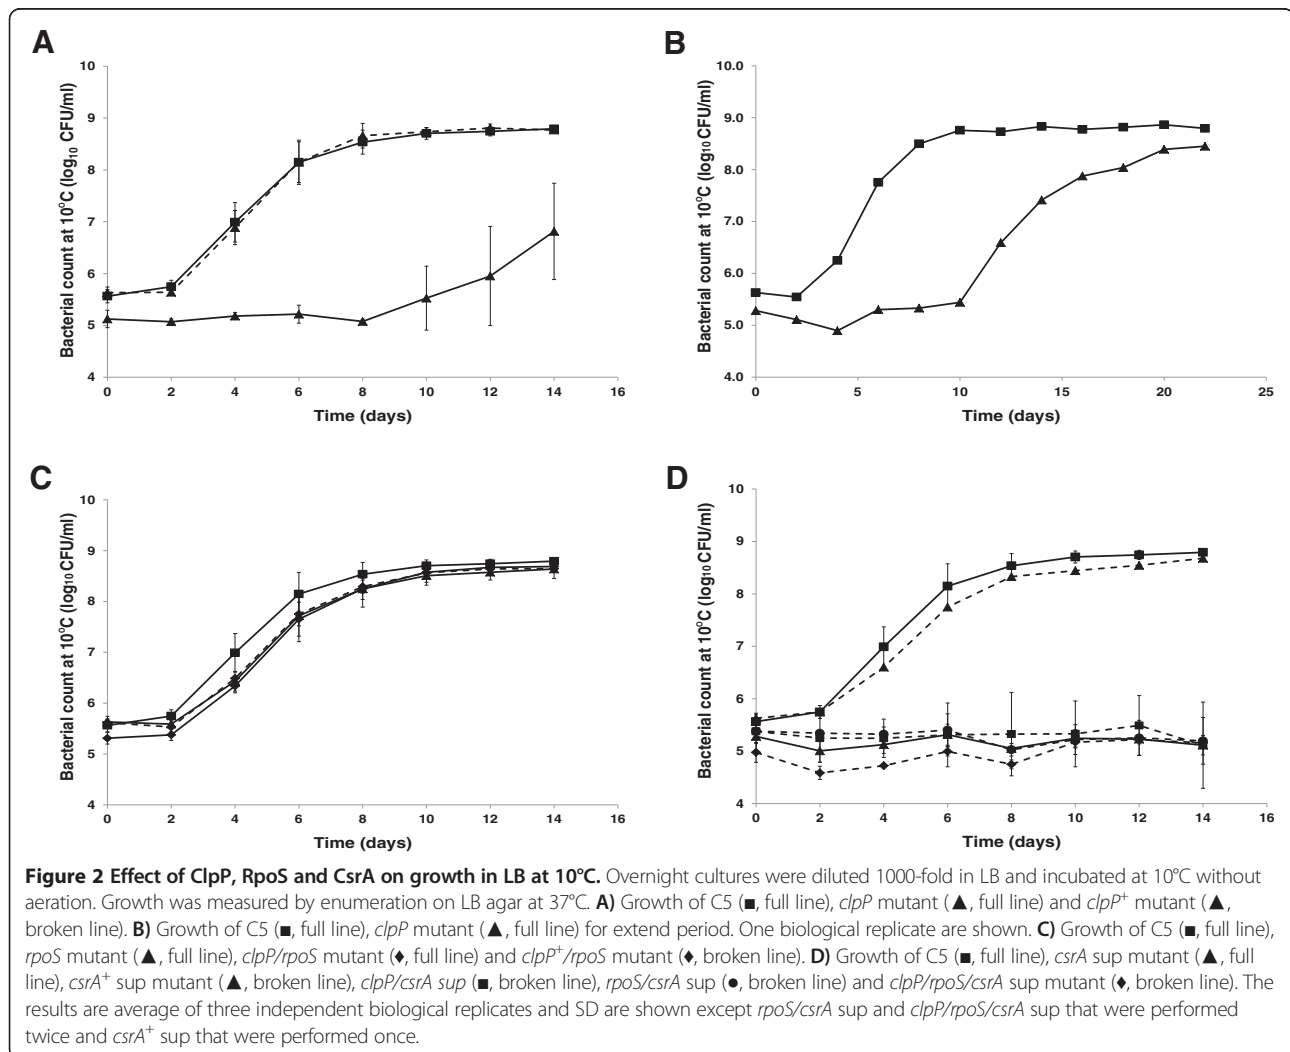 A
Bacterial count at 10°C (log10 CFU/ml)
10
9
8
7
6
5
4
0 2 4 6 8 10 12 14 16
Time (days)
B
Bacterial count at 10°C (log10 CFU/ml)
10.0
9.0
8.0
7.0
6.0
5.0
4.0
0 5 10 15 20 25
Time (days)
C
Bacterial count at 10°C (log10 CFU/ml)
10
9
8
7
6
5
4
0 2 4 6 8 10 12 14 16
Time (days)
D
Bacterial count at 10°C (log10 CFU/ml)
10
9
8
7
6
5
4
0 2 4 6 8 10 12 14 16
Time (days)
Figure 2 Effect of ClpP, RpoS and CsrA on growth in LB at 10°C. Overnight cultures were diluted 1000-fold in LB and incubated at 10°C without
aeration. Growth was measured by enumeration on LB agar at 37°C. A) Growth of C5 (■, full line), clpP mutant (▲, full line) and clpP+ mutant (▲,
broken line). B) Growth of C5 (■, full line), clpP mutant (▲, full line) for extend period. One biological replicate are shown. C) Growth of C5 (■, full line),
rpoS mutant (▲, full line), clpP/rpoS mutant (♦, full line) and clpP+/rpoS mutant (♦, broken line). D) Growth of C5 (■, full line), csrA sup mutant (▲, full
line), csrA+ sup mutant (▲, broken line), clpP/csrA sup (■, broken line), rpoS/csrA sup (●, broken line) and clpP/rpoS/csrA sup mutant (♦, broken line). The
results are average of three independent biological replicates and SD are shown except rpoS/csrA sup and clpP/rpoS/csrA sup that were performed
twice and csrA+ sup that were performed once.